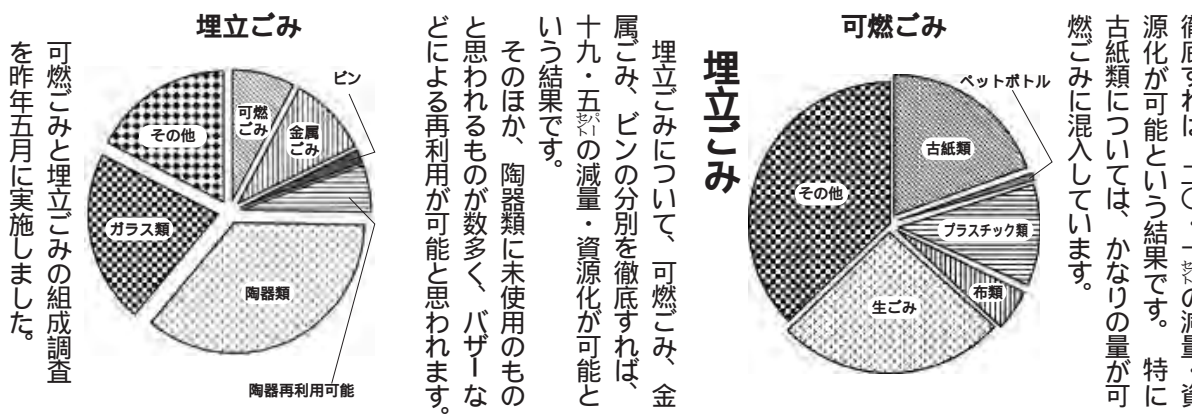 源化が可能という結果です。 特に
古紙類については、かなりの量が可
燃ごみに混入しています。
可燃ごみ
ペットボトル
古紙類
プラスチック類
布類
生ごみ
その他
埋立ごみ
埋立ごみについて、可燃ごみ、金
属ごみ、ビンの分別を徹底すれば、
十九・五パーセントの減量・資源化が可能と
いう結果です。
そのほか、陶器類に未使用のもの
と思われるものが数多く、バザーな
どによる再利用が可能と思われます。
埋立ごみ
ビン
可燃
ごみ
金属
ごみ
陶器類
ガラス類
その他
陶器再利用可能
可燃ごみと埋立ごみの組成調査
を昨年五月に実施しました。